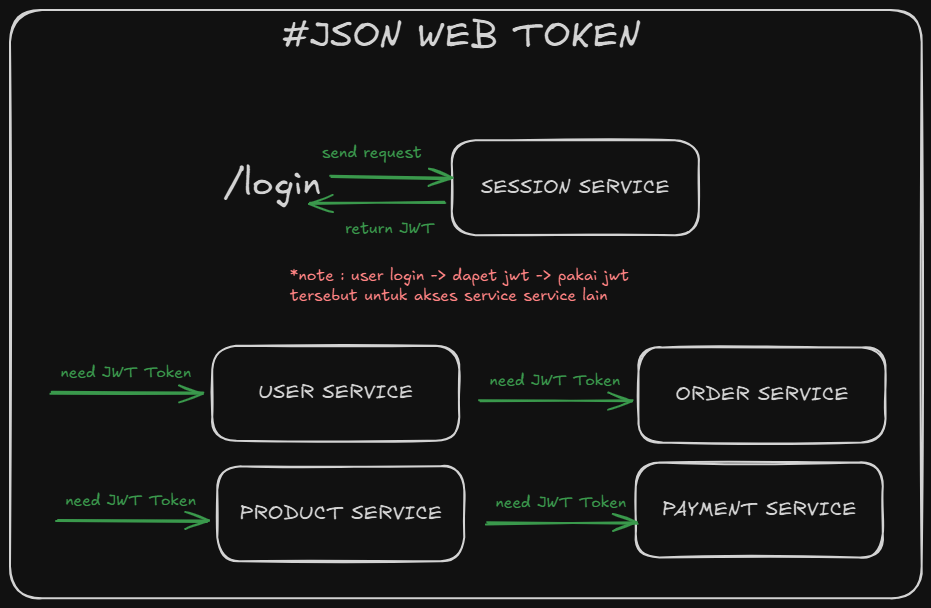 #JSON WEB TOKEN
send request
/login
SESSION SERVICE
return JWT
*note : user login -> dapet jwt -> pakai jwt
tersebut untuk akses service service lain
need JWT Token
USER SERVICE
need JWT Token
ORDER SERVICE
need JWT Token
PRODUCT SERVICE
need JWT Token
PAYMENT SERVICE